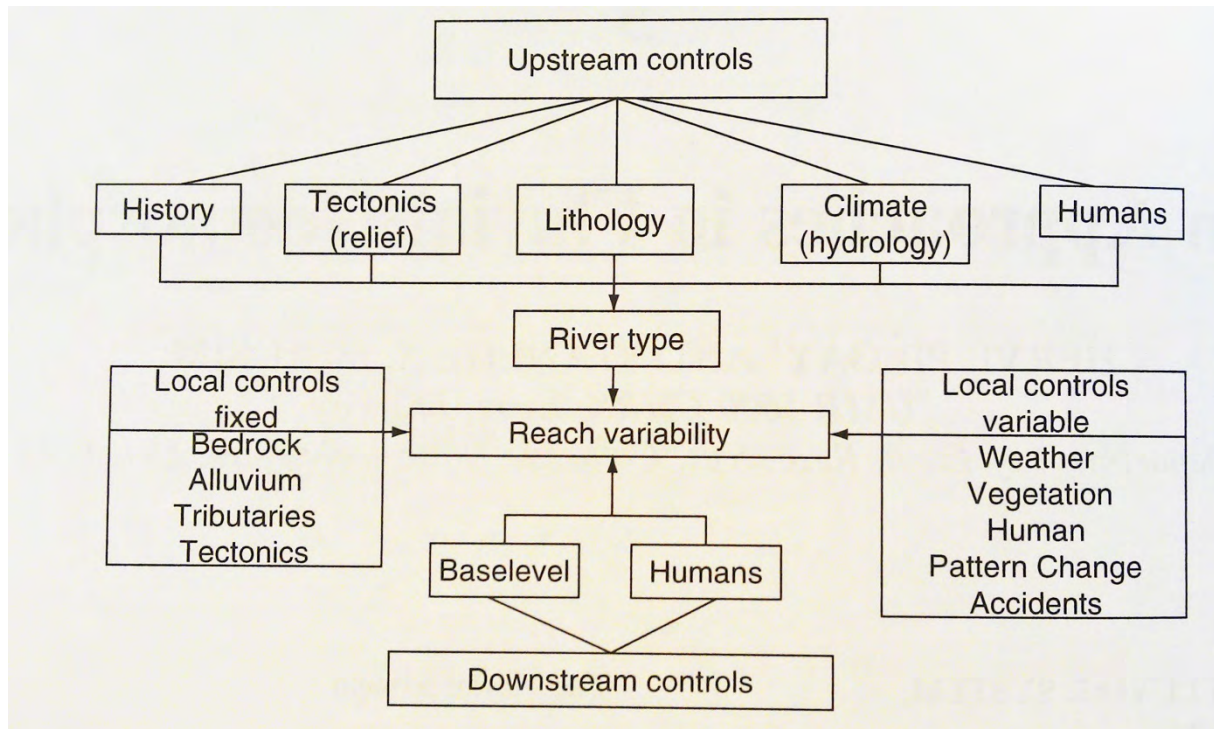 Upstream controls
History
Tectonics
(relief)
Lithology
Climate
(hydrology)
Humans
River type
Local controls
fixed
Bedrock
Alluvium
Tributaries
Tectonics
Reach variability
Local controls
variable
Weather
Vegetation
Human
Pattern Change
Accidents
Baselevel
Humans
Downstream controls